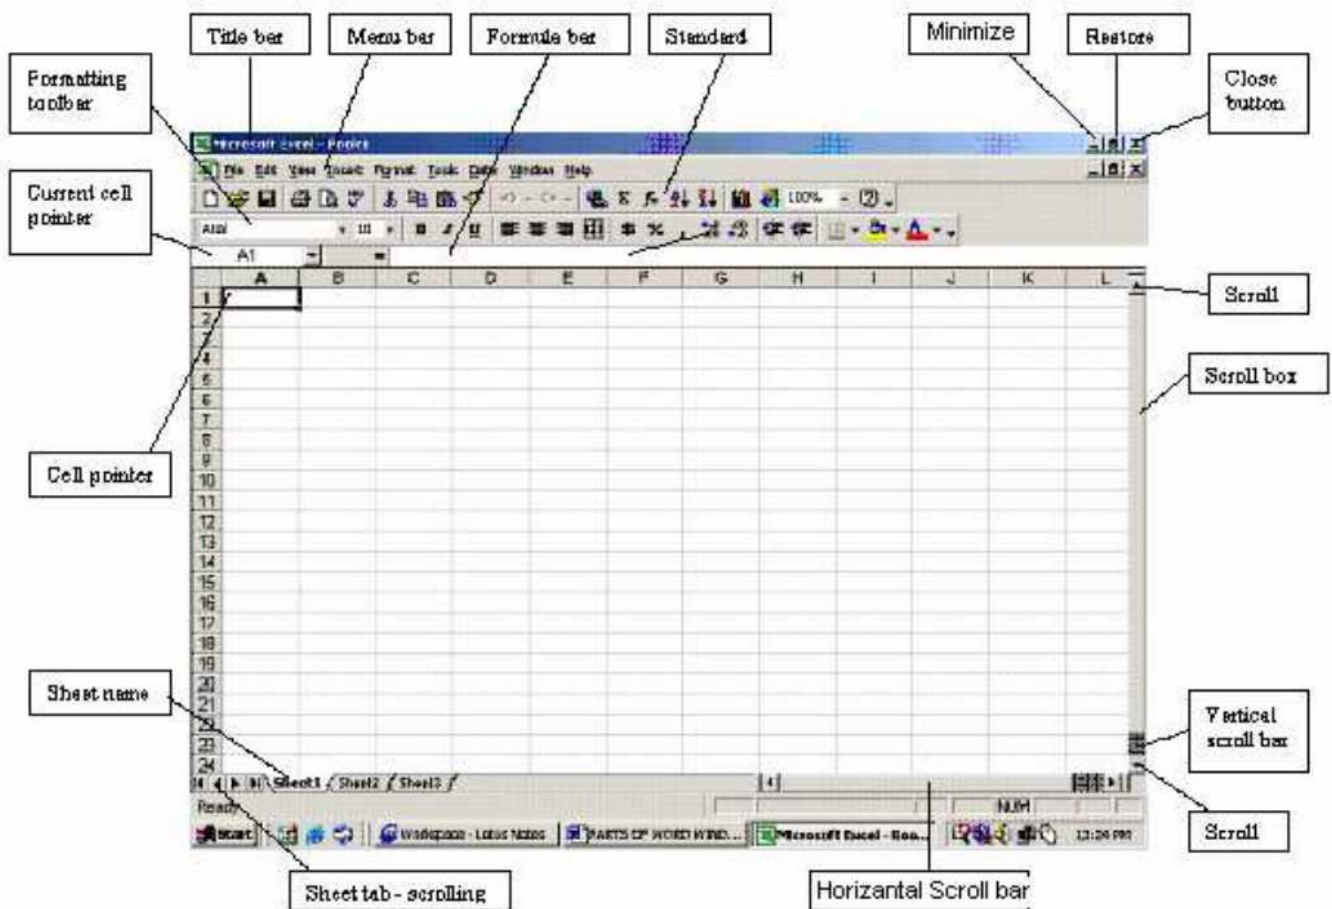 Title bar
Menu bar
Formula bar
Standard
Minimize
Restore
Formatting
toolbar
Close
button
Microsoft Excel - Book1
File Edit View Insert Format Tools Data Window Help
Current cell
pointer
100%
Arial 10 B I U $ % ,
A1 =
A B C D E F G H I J K L
Scroll
1
2
3
4
5
6
7
8
9
10
11
12
13
14
15
16
17
18
19
20
21
22
23
24
Scroll box
Cell pointer
Sheet name
Vertical
scroll bar
Sheet1 Sheet2 Sheet3
Ready NUM
Start Workspace - Lotus Notes PARTS OF WORD WIND... Microsoft Excel - Boo... PM
Scroll
Sheet tab - scrolling
Horizantal Scroll bar